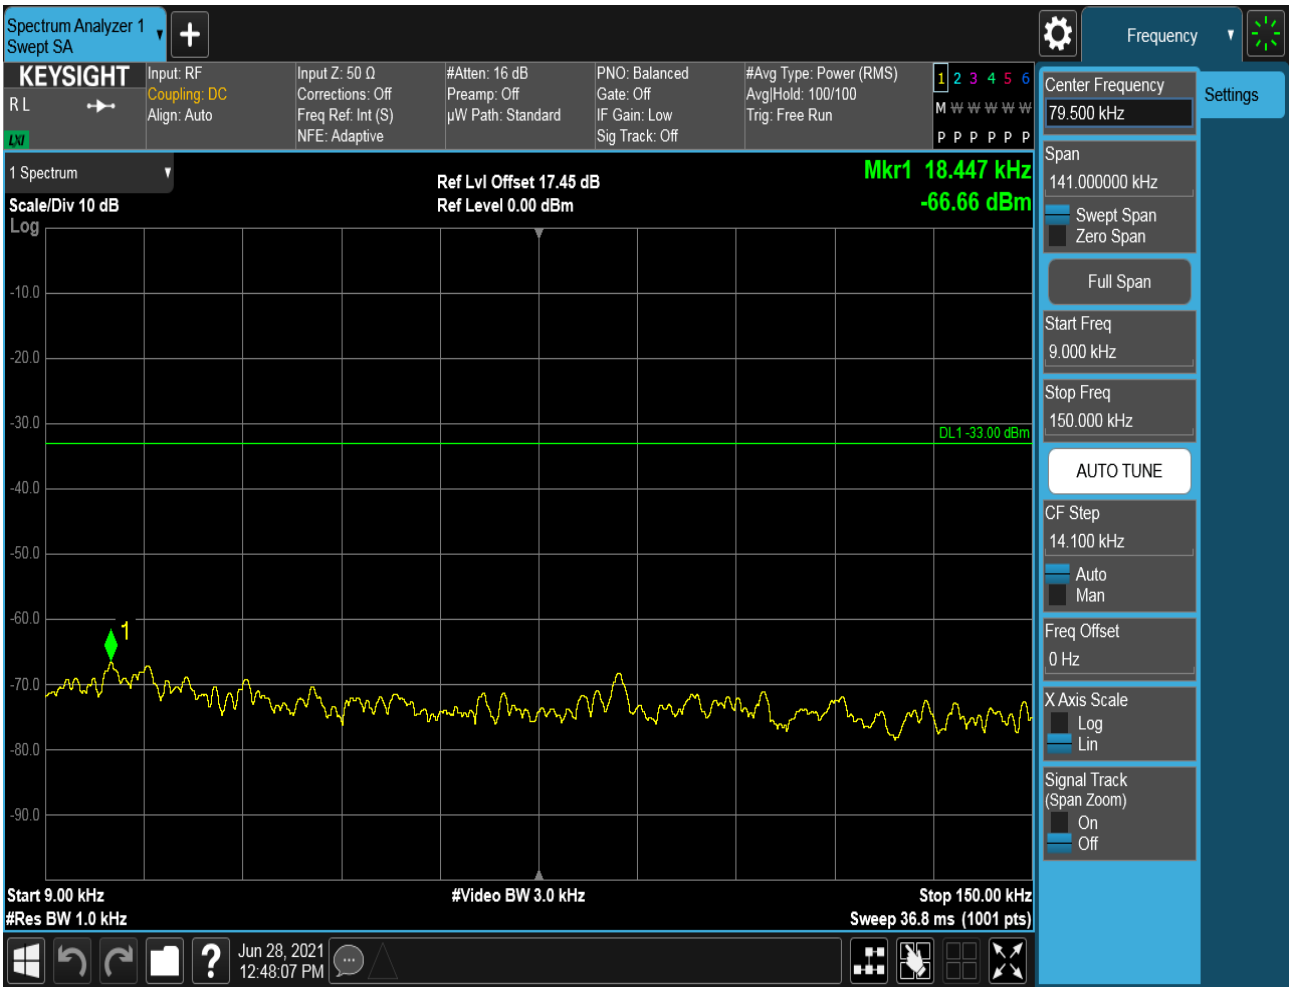 Spectrum Analyzer 1
Swept SA
Frequency
KEYSIGHT
R L
LXI
Input: RF
Coupling: DC
Align: Auto
Input Z: 50 Ω
Corrections: Off
Freq Ref: Int (S)
NFE: Adaptive
#Atten: 16 dB
Preamp: Off
µW Path: Standard
PNO: Balanced
Gate: Off
IF Gain: Low
Sig Track: Off
#Avg Type: Power (RMS)
Avg|Hold: 100/100
Trig: Free Run
1 2 3 4 5 6
M W W W W W
P P P P P P
1 Spectrum
Scale/Div 10 dB
Log
Ref Lvl Offset 17.45 dB
Ref Level 0.00 dBm
Mkr1 18.447 kHz
-66.66 dBm
-10.0
-20.0
-30.0
DL1 -33.00 dBm
-40.0
-50.0
-60.0
1
-70.0
-80.0
-90.0
Start 9.00 kHz
#Video BW 3.0 kHz
Stop 150.00 kHz
#Res BW 1.0 kHz
Sweep 36.8 ms (1001 pts)
?
Jun 28, 2021
12:48:07 PM
Center Frequency
79.500 kHz
Settings
Span
141.000000 kHz
Swept Span
Zero Span
Full Span
Start Freq
9.000 kHz
Stop Freq
150.000 kHz
AUTO TUNE
CF Step
14.100 kHz
Auto
Man
Freq Offset
0 Hz
X Axis Scale
Log
Lin
Signal Track
(Span Zoom)
On
Off